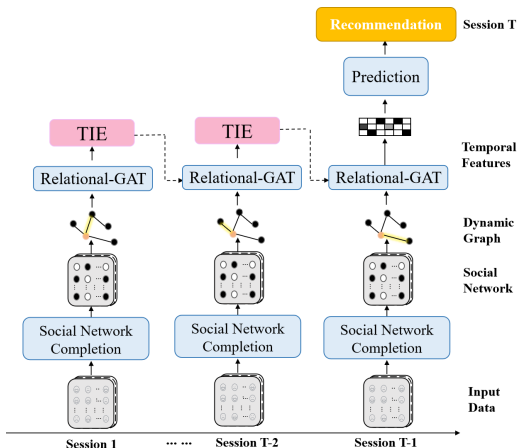 Recommendation
Session T
Prediction
TIE
TIE
Temporal
Features
Relational-GAT
Relational-GAT
Relational-GAT
Dynamic
Graph
Social
Network
Social Network
Completion
Social Network
Completion
Social Network
Completion
Input
Data
Session 1
... ...
Session T-2
Session T-1